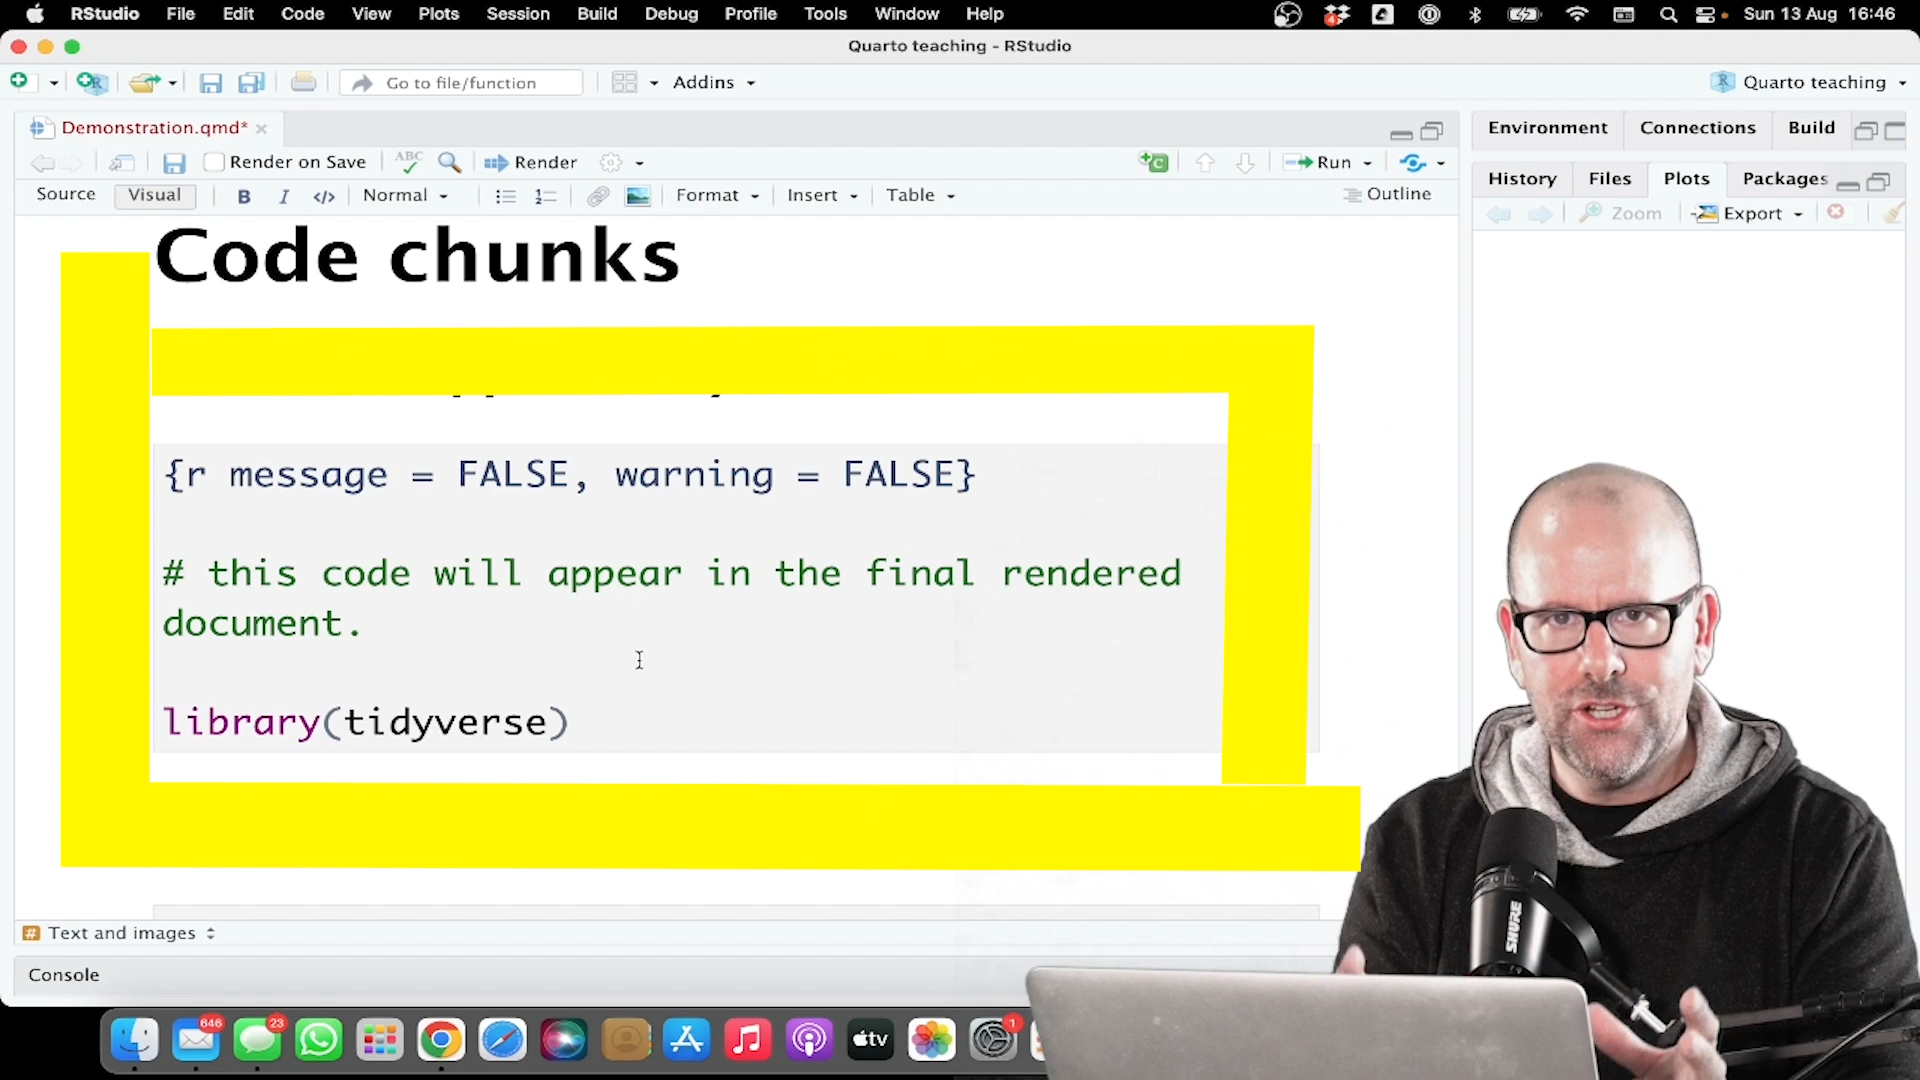 RStudio File Edit Code View Plots Session Build Debug Profile Tools Window Help Sun 13 Aug 16:46
Quarto teaching - RStudio
Go to file/function Addins Quarto teaching
Demonstration.qmd*
Environment Connections Build
Render on Save ABC Render Run
History Files Plots Packages
Source Visual B I </> Normal Format Insert Table Outline
Zoom Export
Code chunks
{r message = FALSE, warning = FALSE}
# this code will appear in the final rendered
document.
library(tidyverse)
SHURE
# Text and images
Console
646 23 tv 1